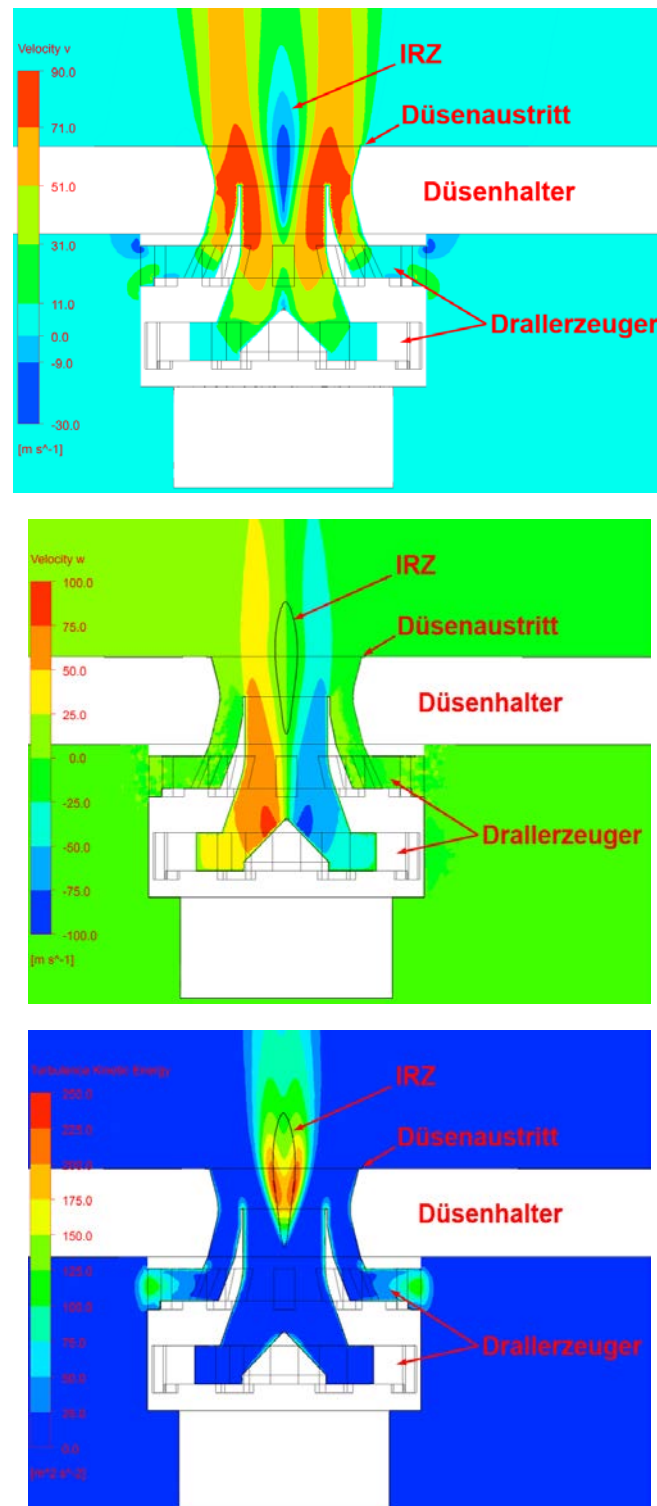 Velocity v
90.0
71.0
51.0
31.0
11.0
0.0
-9.0
-30.0
[m s^-1]
IRZ
Düsenaustritt
Düsenhalter
Drallerzeuger
Velocity w
100.0
75.0
50.0
25.0
0.0
-25.0
-50.0
-75.0
-100.0
[m s^-1]
IRZ
Düsenaustritt
Düsenhalter
Drallerzeuger
Turbulence Kinetic Energy
250.0
225.0
200.0
175.0
150.0
125.0
100.0
75.0
50.0
25.0
0.0
[m^2 s^-2]
IRZ
Düsenaustritt
Düsenhalter
Drallerzeuger